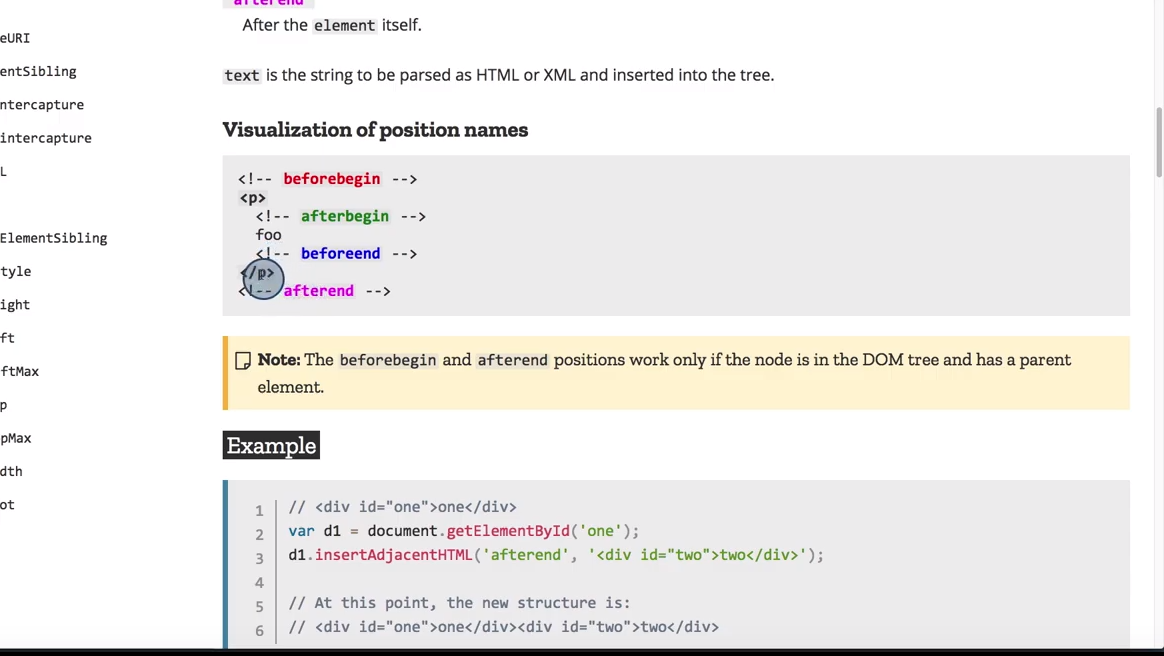 afterend
After the element itself.
text is the string to be parsed as HTML or XML and inserted into the tree.
Visualization of position names
<!-- beforebegin -->
<p>
<!-- afterbegin -->
foo
<!-- beforeend -->
</p>
<!-- afterend -->
Note: The beforebegin and afterend positions work only if the node is in the DOM tree and has a parent
element.
Example
1 // <div id="one">one</div>
2 var d1 = document.getElementById('one');
3 d1.insertAdjacentHTML('afterend', '<div id="two">two</div>');
4
5 // At this point, the new structure is:
6 // <div id="one">one</div><div id="two">two</div>
eURI
entSibling
ntercapture
intercapture
L
ElementSibling
tyle
ight
ft
ftMax
p
pMax
dth
ot